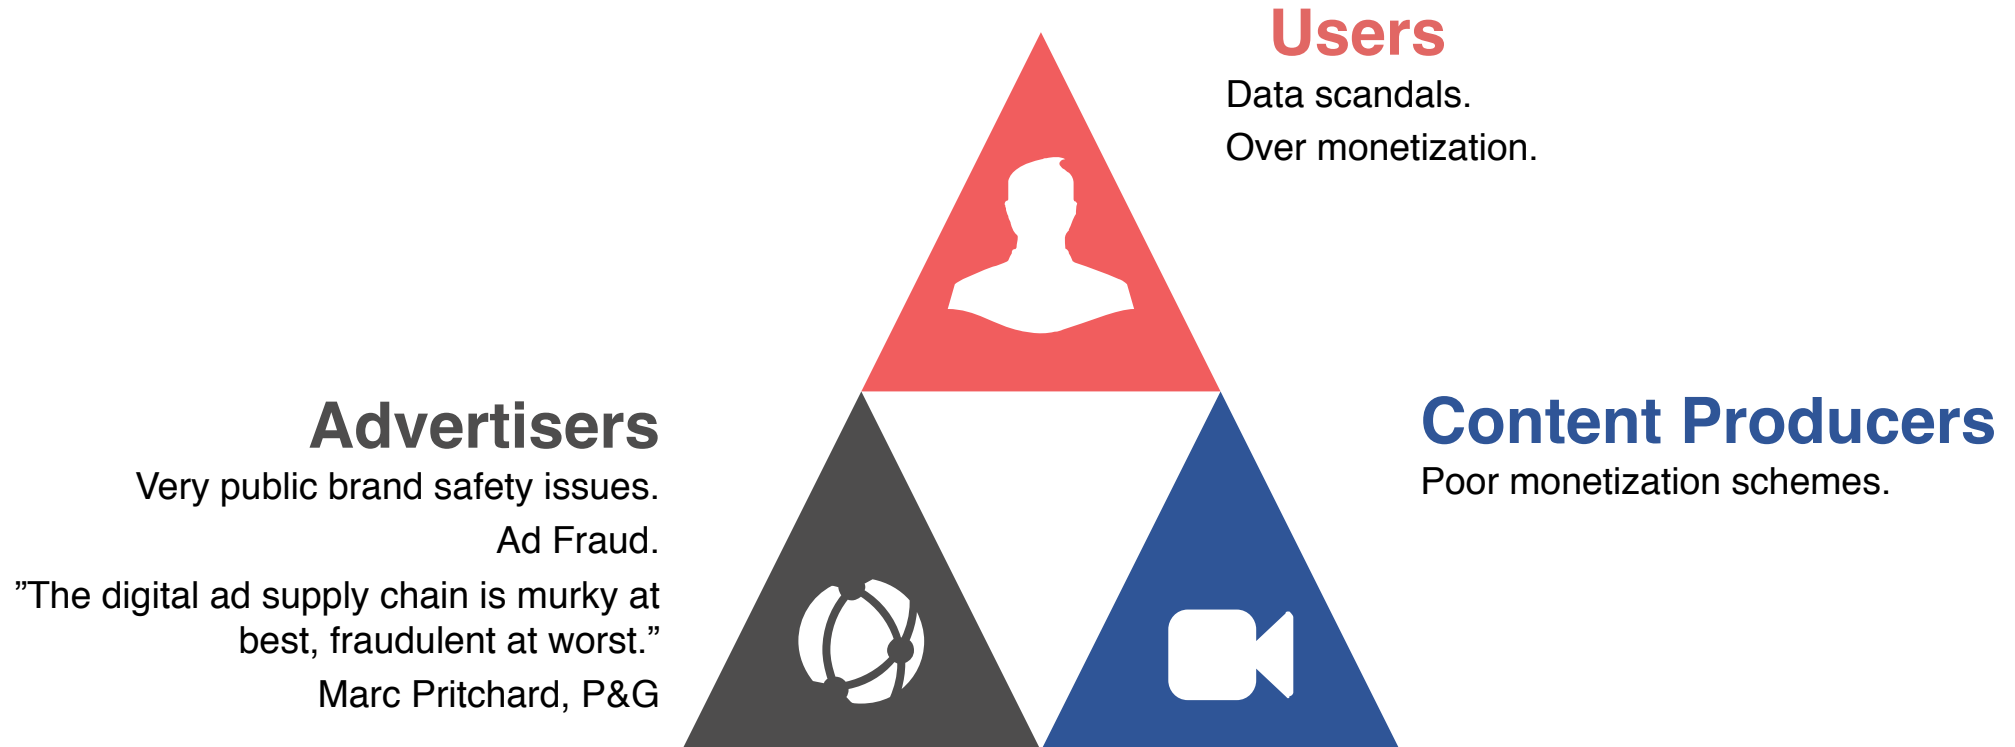 Users
Data scandals.
Over monetization.
Advertisers
Very public brand safety issues.
Ad Fraud.
”The digital ad supply chain is murky at
best, fraudulent at worst.”
Marc Pritchard, P&G
Content Producers
Poor monetization schemes.